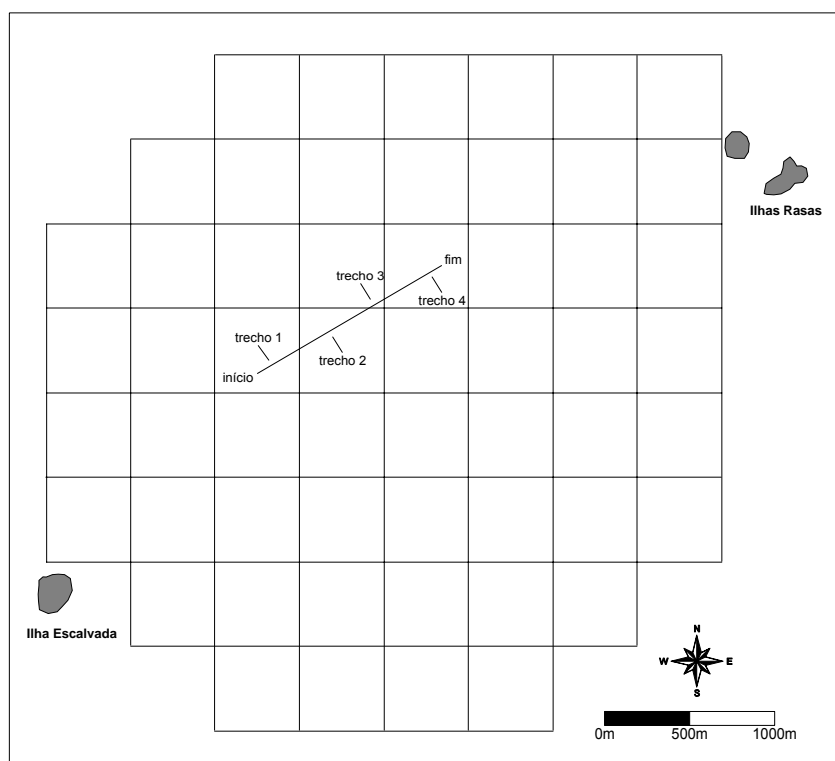 Ilhas Rasas
fim
trecho 3
trecho 4
trecho 1
trecho 2
início
Ilha Escalvada
N
W E
S
0m 500m 1000m